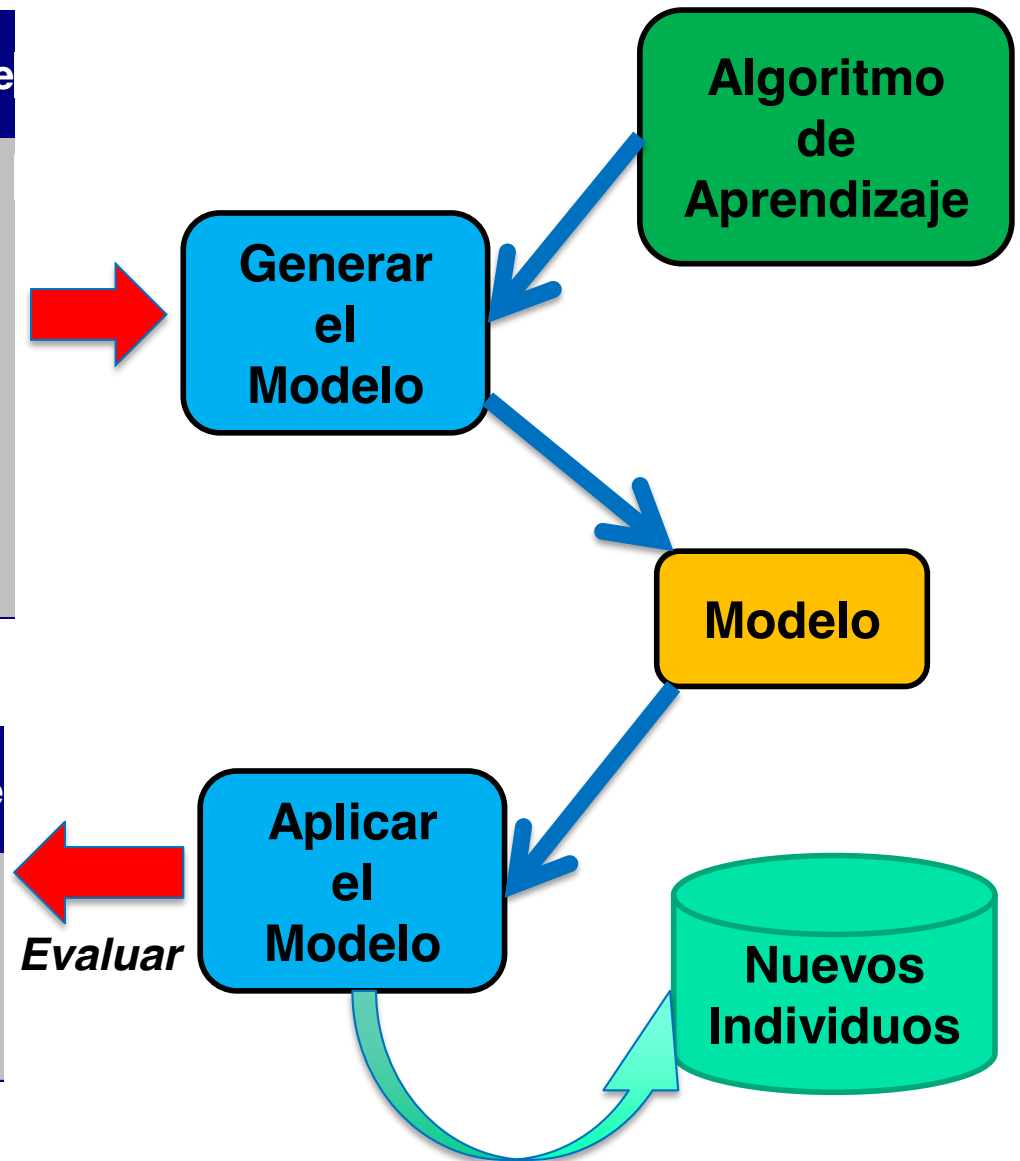 e
Algoritmo
de
Aprendizaje
Generar
el
Modelo
Modelo
e
Aplicar
el
Modelo
Evaluar
Nuevos
Individuos